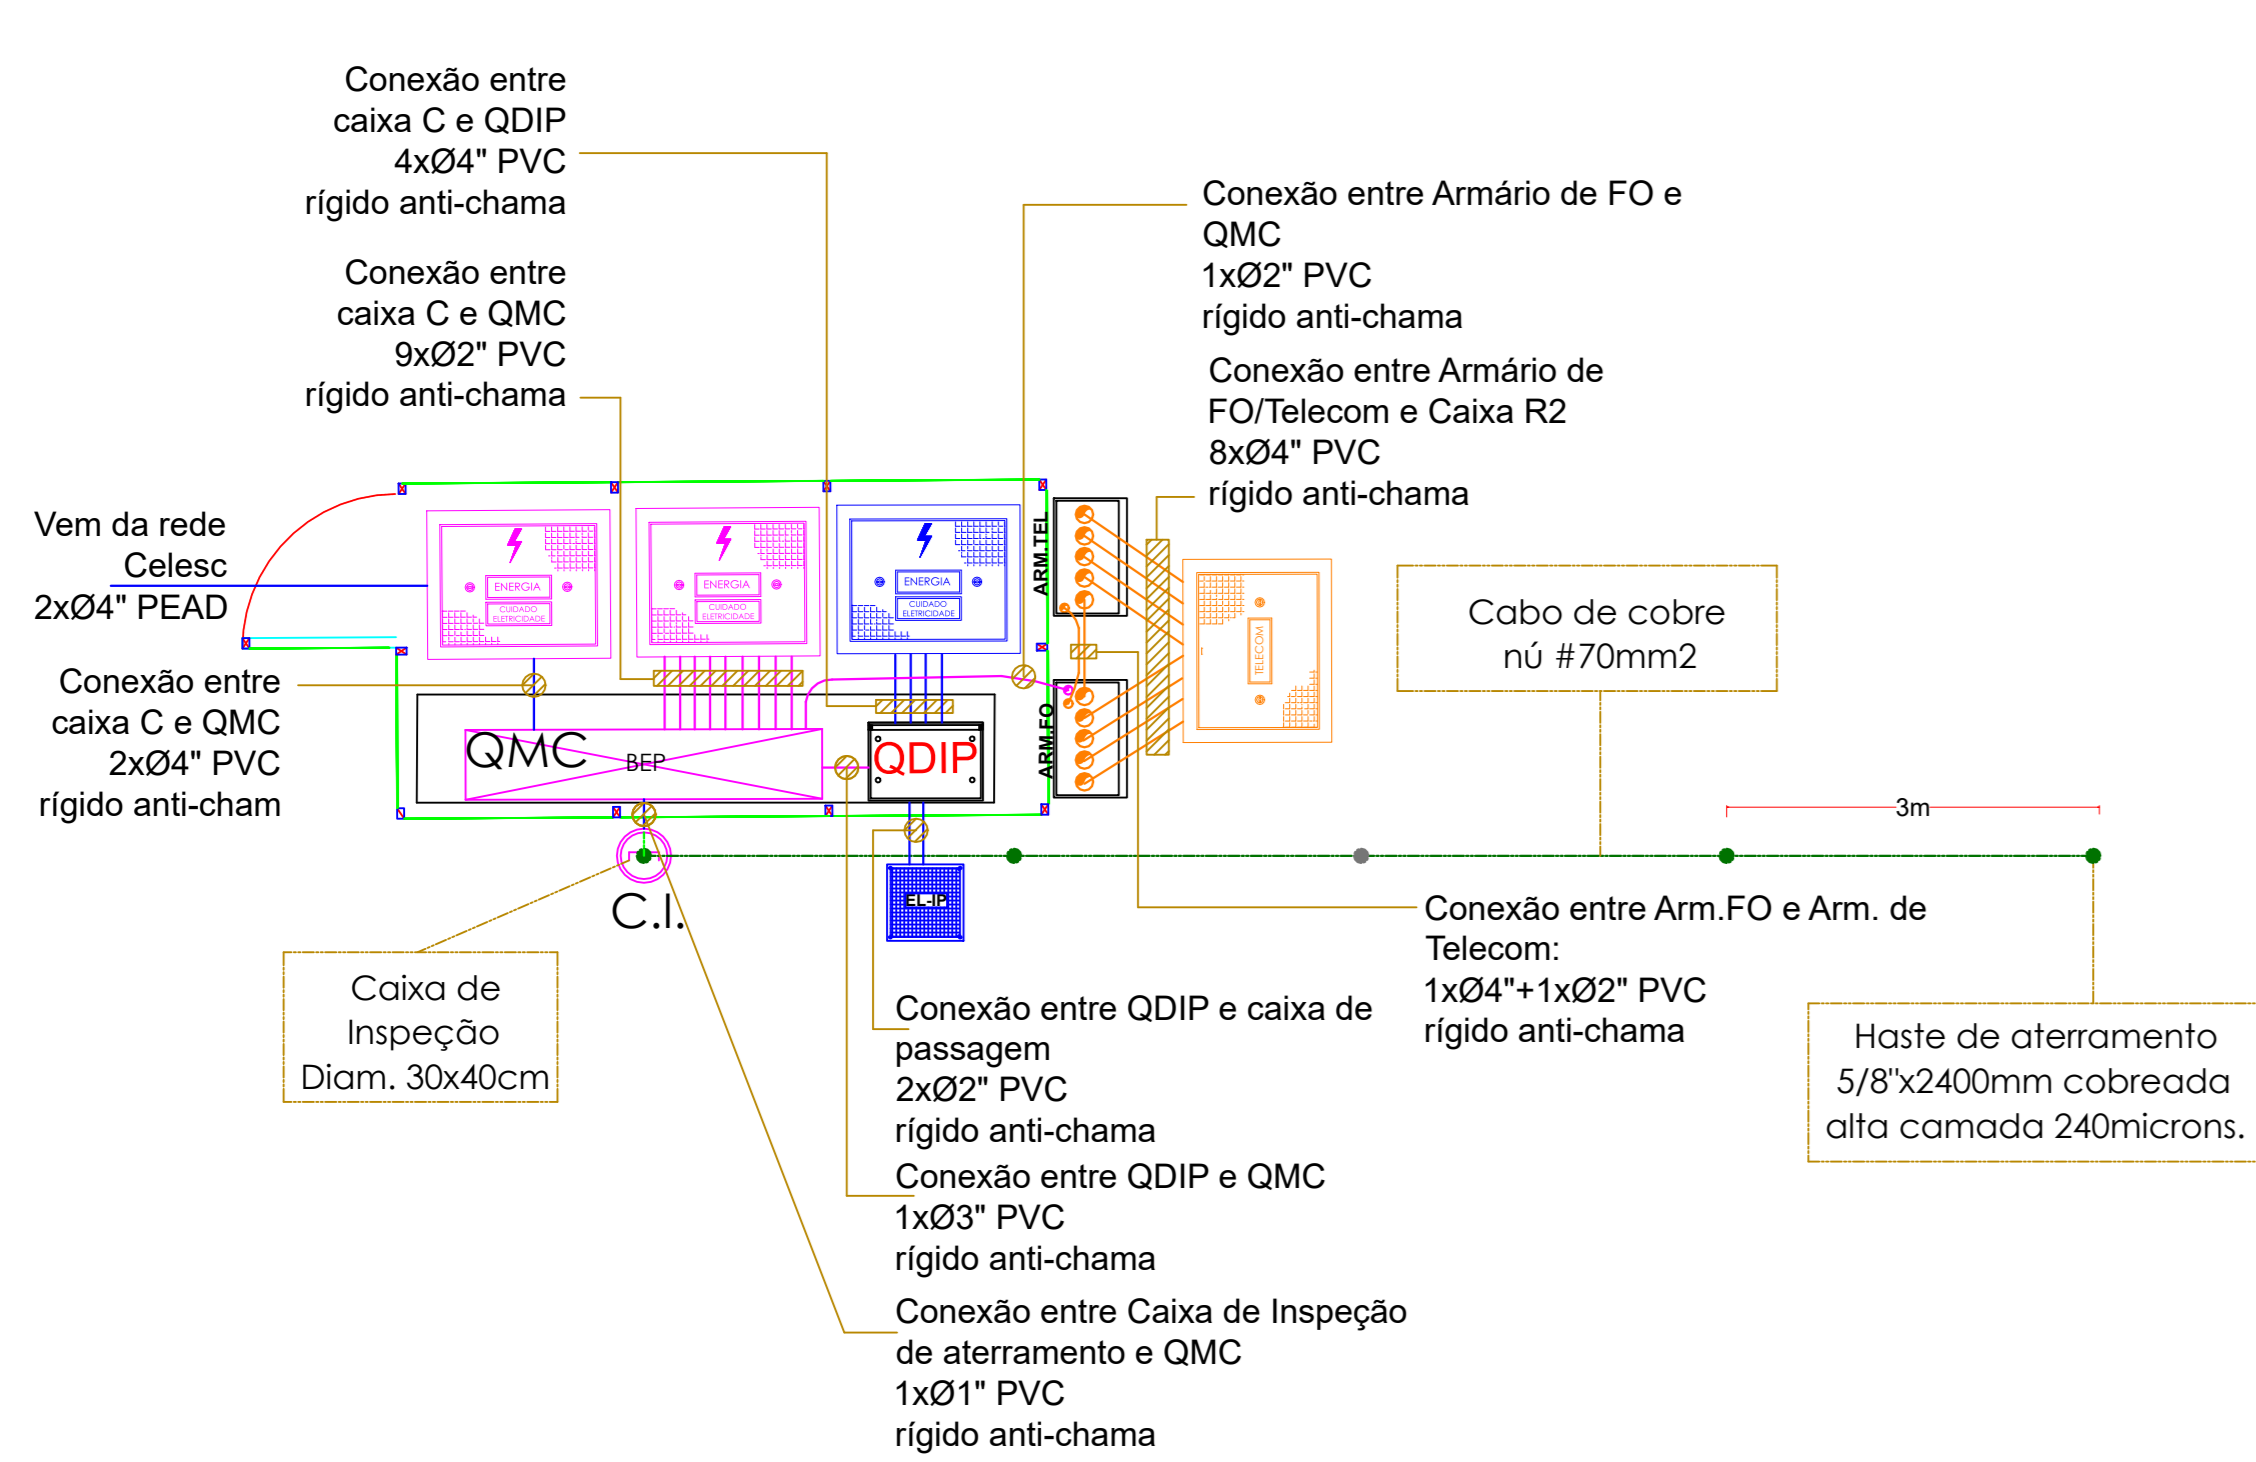 Conexão entre
caixa C e QDIP
4xØ4" PVC
rígido anti-chama
Conexão entre
caixa C e QMC
9xØ2" PVC
rígido anti-chama
Conexão entre Armário de FO e
QMC
1xØ2" PVC
rígido anti-chama
Conexão entre Armário de
FO/Telecom e Caixa R2
8xØ4" PVC
rígido anti-chama
Vem da rede
Celesc
2xØ4" PEAD
ENERGIA
CUIDADO
ELETRICIDADE
ENERGIA
CUIDADO
ELETRICIDADE
ENERGIA
CUIDADO
ELETRICIDADE
ARM.TEL
TELECOM
Cabo de cobre
nú #70mm2
Conexão entre
caixa C e QMC
2xØ4" PVC
rígido anti-cham
QMC
BEP
QDIP
ARM.FO
3m
C.I.
EL-IP
Caixa de
Inspeção
Diam. 30x40cm
Conexão entre Arm.FO e Arm. de
Telecom:
1xØ4"+1xØ2" PVC
rígido anti-chama
Haste de aterramento
5/8"x2400mm cobreada
alta camada 240microns.
Conexão entre QDIP e caixa de
passagem
2xØ2" PVC
rígido anti-chama
Conexão entre QDIP e QMC
1xØ3" PVC
rígido anti-chama
Conexão entre Caixa de Inspeção
de aterramento e QMC
1xØ1" PVC
rígido anti-chama